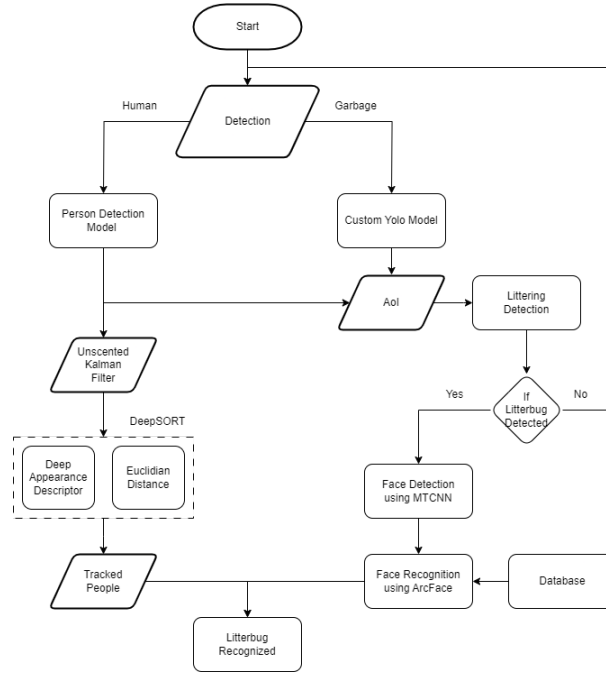 Start
Human
Garbage
Detection
Person Detection
Model
Custom Yolo Model
AoI
Littering
Detection
Unscented
Kalman
Filter
If
Litterbug
Detected
Yes
No
DeepSORT
Deep
Appearance
Descriptor
Euclidian
Distance
Face Detection
using MTCNN
Tracked
People
Face Recognition
using ArcFace
Database
Litterbug
Recognized